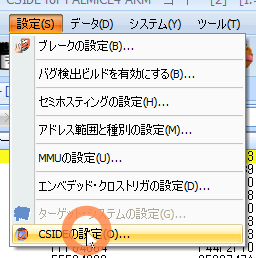 CSIDE for PALMiCE4 ARM
設定(S) データ(D) システム(Y) ツール(T)
ブレークの設定(B)...
バグ検出ビルドを有効にする(B)...
セミホスティングの設定(H)...
アドレス範囲と種別の設定(M)...
MMUの設定(U)...
エンベデッド・クロストリガの設定(D)...
ターゲット・システムの設定(G)...
CSIDEの設定(O)...